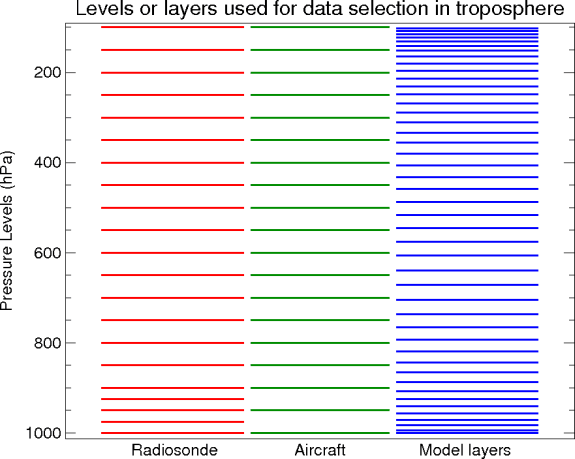 Levels or layers used for data selection in troposphere
Pressure Levels (hPa)
200
400
600
800
1000
Radiosonde
Aircraft
Model layers